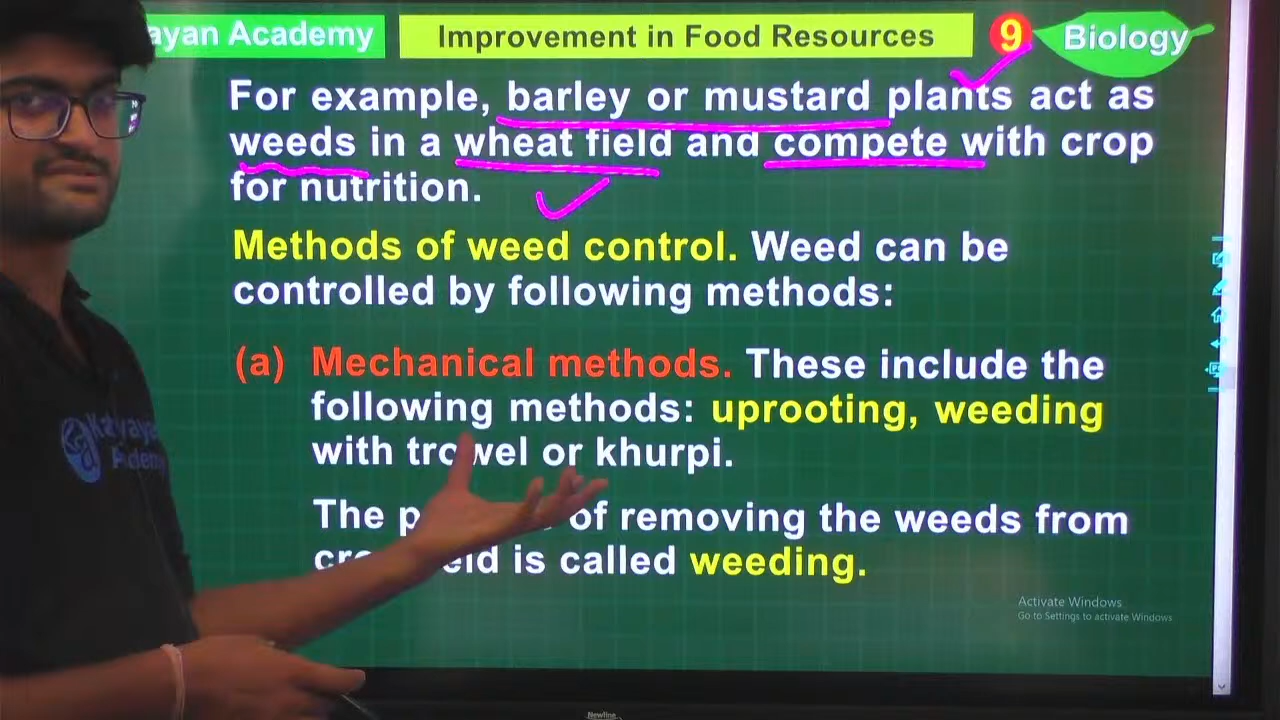 ayan Academy
Improvement in Food Resources
9
Biology
For example, barley or mustard plants act as
weeds in a wheat field and compete with crop
for nutrition.
Methods of weed control. Weed can be
controlled by following methods:
(a) Mechanical methods. These include the
following methods: uprooting, weeding
with trowel or khurpi.
The of removing the weeds from
is called weeding.
Activate Windows
Go to Settings to activate Windows
Newline